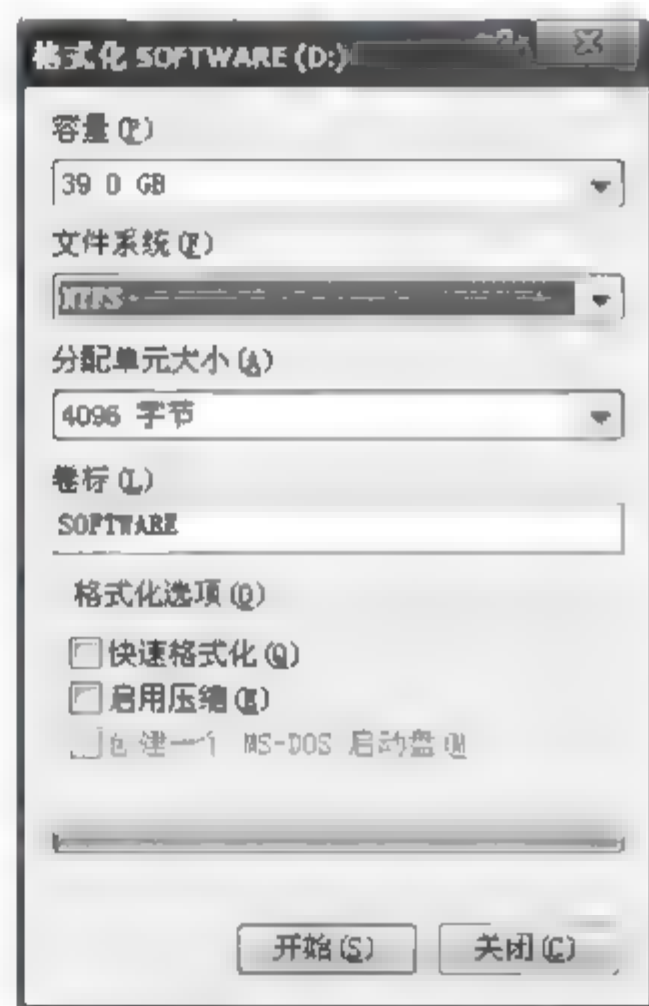 格式化 SOFTWARE (D:)
容量(P)
39.0 GB
文件系统(F)
NTFS
分配单元大小(A)
4096 字节
卷标(L)
SOFTWARE
格式化选项(O)
快速格式化(Q)
启用压缩(E)
创建一个 MS-DOS 启动盘(M)
开始(S)
关闭(C)